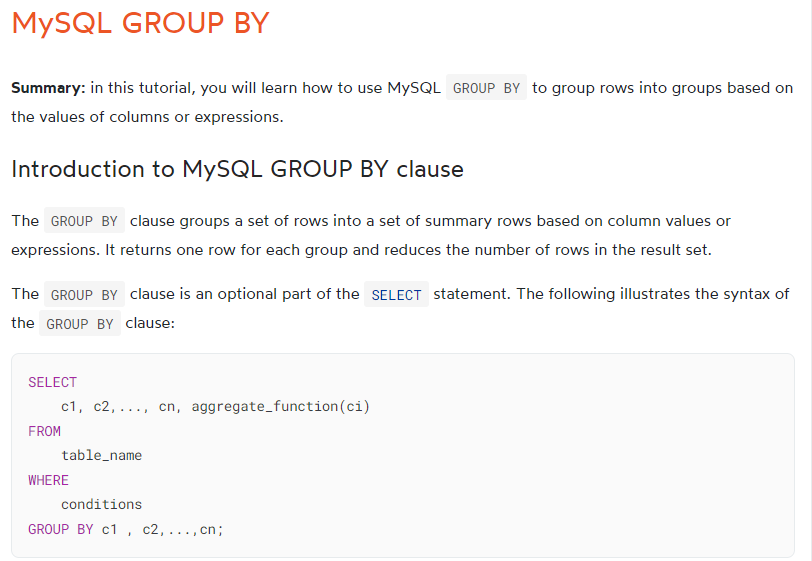 MySQL GROUP BY
Summary: in this tutorial, you will learn how to use MySQL GROUP BY to group rows into groups based on
the values of columns or expressions.
Introduction to MySQL GROUP BY clause
The GROUP BY clause groups a set of rows into a set of summary rows based on column values or
expressions. It returns one row for each group and reduces the number of rows in the result set.
The GROUP BY clause is an optional part of the SELECT statement. The following illustrates the syntax of
the GROUP BY clause:
SELECT
    c1, c2,..., cn, aggregate_function(ci)
FROM
    table_name
WHERE
    conditions
GROUP BY c1 , c2,...,cn;